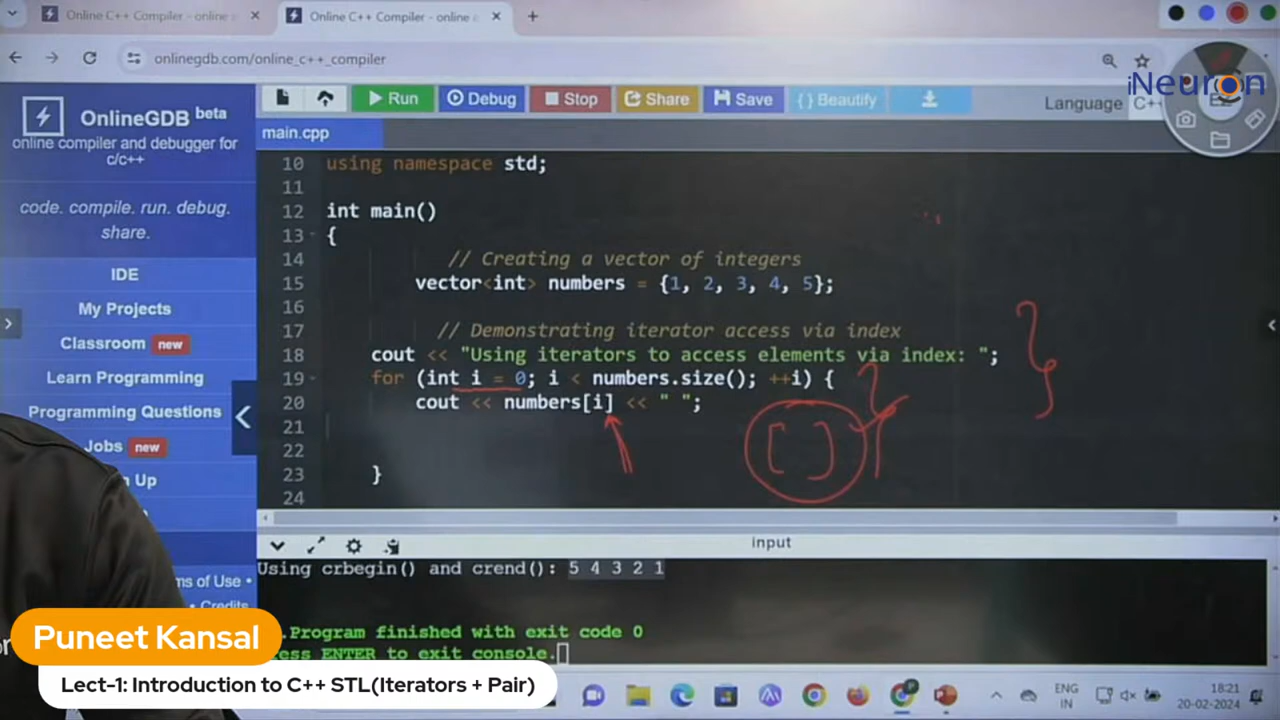 Online C++ Compiler - online e
Online C++ Compiler - online e
onlinegdb.com/online_c++_compiler
iNeuron
OnlineGDB beta
online compiler and debugger for
c/c++
code. compile. run. debug.
share.
IDE
My Projects
Classroom new
Learn Programming
Programming Questions
Jobs new
n Up
ms of Use •
• Credits
Run
Debug
Stop
Share
Save
{ } Beautify
Language C++
main.cpp
10 using namespace std;
11
12 int main()
13 {
14 // Creating a vector of integers
15 vector<int> numbers = {1, 2, 3, 4, 5};
16
17 // Demonstrating iterator access via index
18 cout << "Using iterators to access elements via index: ";
19 for (int i = 0; i < numbers.size(); ++i) {
20 cout << numbers[i] << " ";
21
22
23 }
24
[ ]
input
Using crbegin() and crend(): 5 4 3 2 1
.Program finished with exit code 0
ess ENTER to exit console.
Puneet Kansal
Lect-1: Introduction to C++ STL(Iterators + Pair)
ENG
IN
18:21
20-02-2024